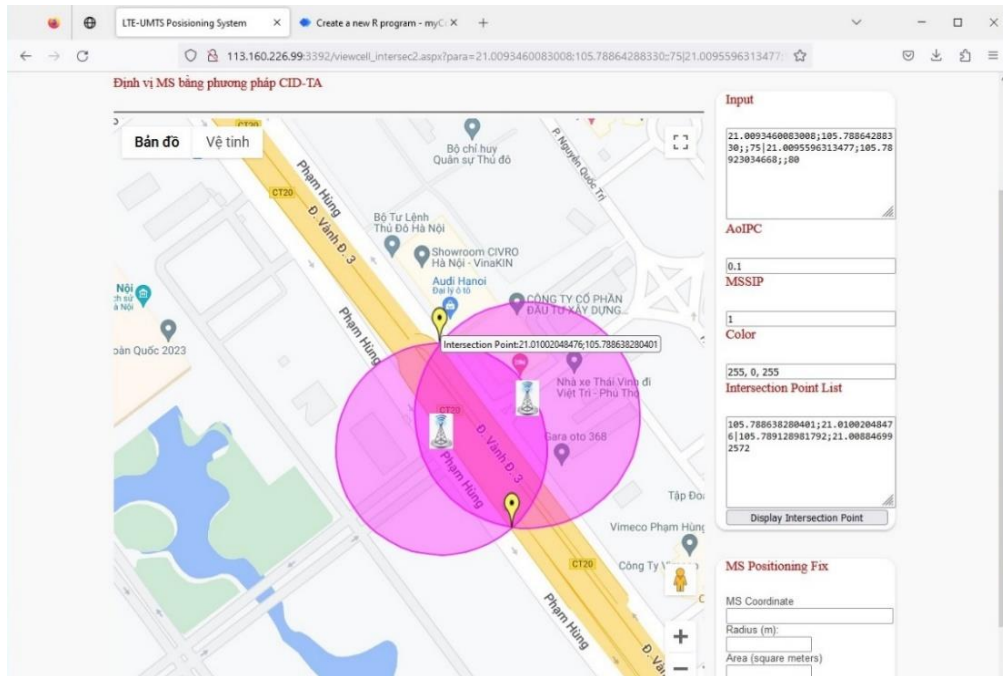 LTE-UMTS Posisioning System
Create a new R program - myC
113.160.226.99:3392/viewcell_intersec2.aspx?para=21.0093460083008;105.78864288330;;75|21.0095596313477;
Định vị MS bằng phương pháp CID-TA
Bản đồ
Vệ tinh
CT20
Bộ chỉ huy
Quân sự Thủ đô
P. Nguyễn Quốc Trị
Phạm Hùng
CT20
Đ. Vành Đ. 3
Bộ Tư Lệnh
Thủ Đô Hà Nội
Showroom CIVRO
Hà Nội - VinaKIN
Audi Hanoi
Đại lý ô tô
Nội
CÔNG TY CỔ PHẦN
ĐẦU TƯ XÂY DỰNG...
Phạm Hùng
Intersection Point:21.01002048476;105.788638280401
oàn Quốc 2023
Nhà xe Thái Vinh đi
Việt Trì - Phú Thọ
CT20
Đ. Vành Đ. 3
Gara oto 368
Phạm Hùng
Tập Đo
Vimeco Phạm Hùng
CT20
Công Ty
Phạm Hùng
Đ. Và
Input
21.0093460083008;105.788642883
30;;75|21.0095596313477;105.78
923034668;;80
AoIPC
0.1
MSSIP
1
Color
255, 0, 255
Intersection Point List
105.788638280401;21.0100204847
6|105.789128981792;21.00884699
2572
Display Intersection Point
MS Positioning Fix
MS Coordinate
Radius (m):
Area (square meters)